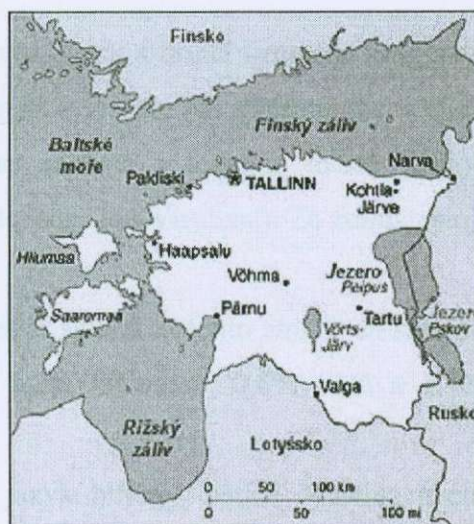 Finsko
Finský záliv
Baltské
moře
Narva
Paldiski
TALLINN
Kohtla
Järve
Hiiumaa
Haapsalu
Jezero
Peipus
Võhma
Saaremaa
Pärnu
Võrts-
Järv
Tartu
Jezero
Pskov
Valga
Rusko
Rižský
záliv
Lotyšsko
0 50 100 km
0 50 100 mi